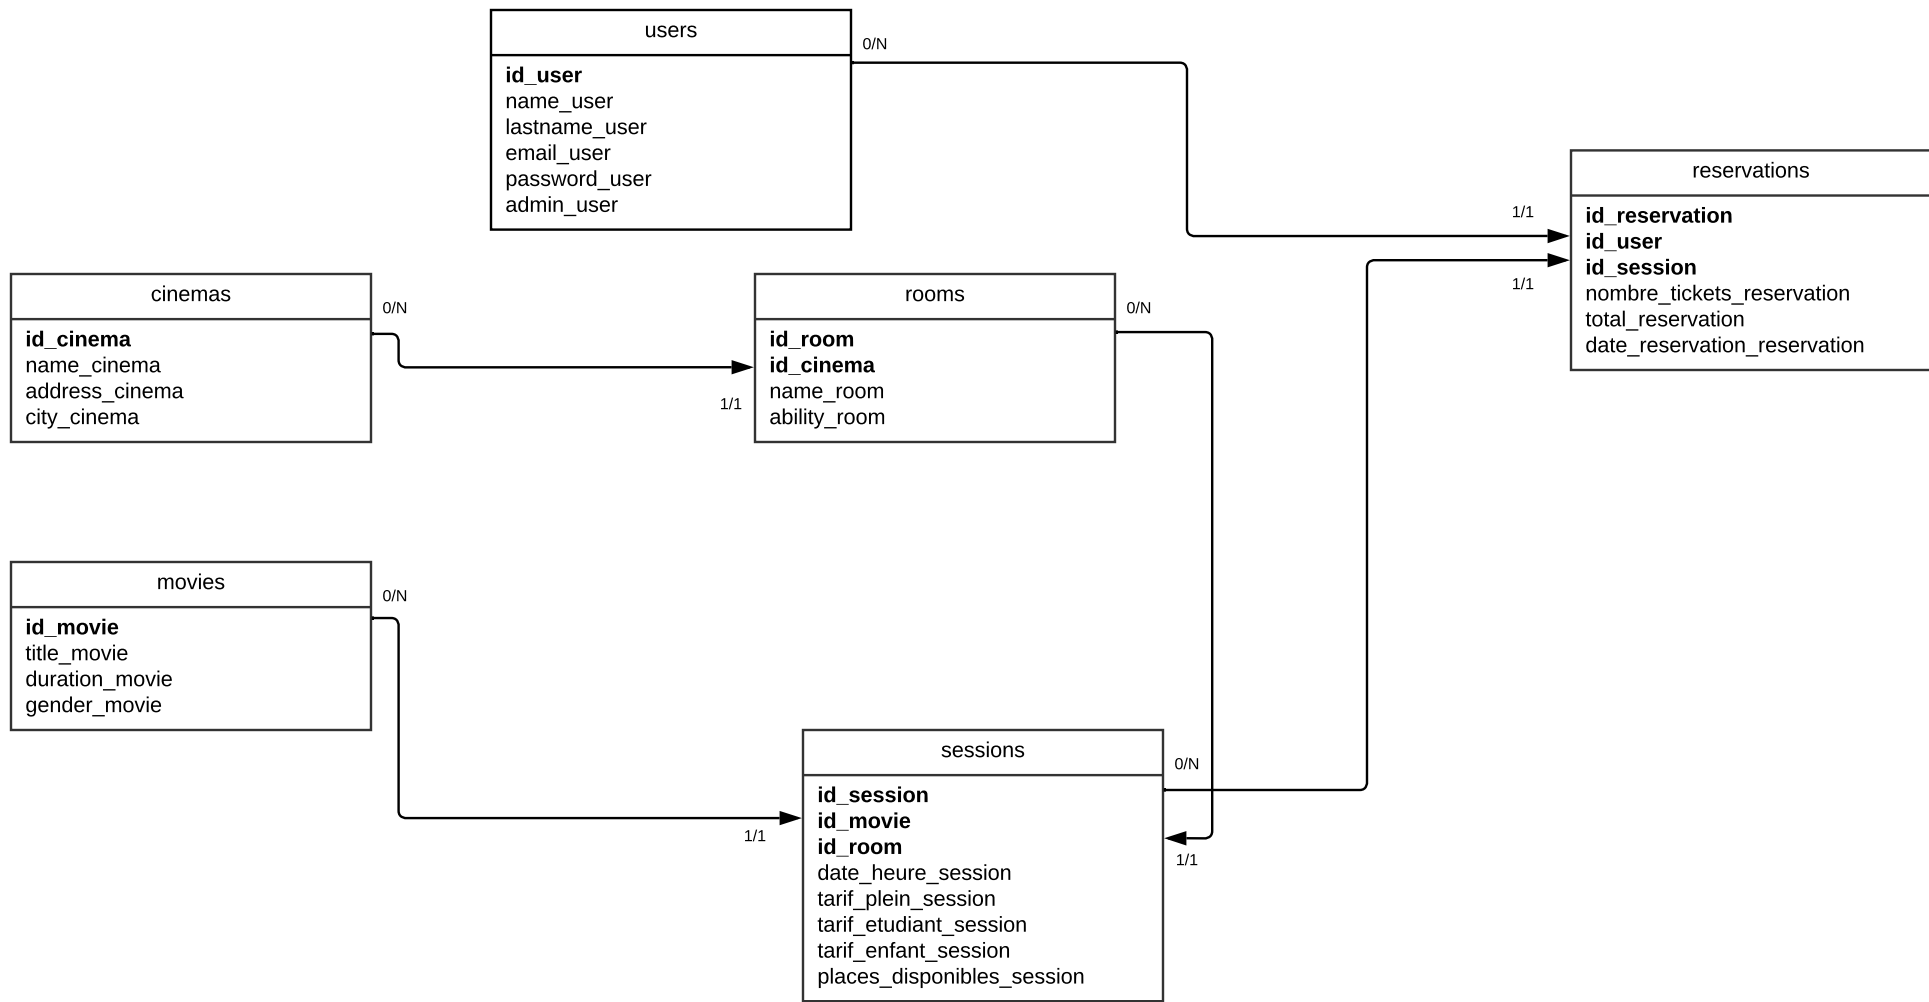 users
0/N
id_user
name_user
lastname_user
email_user
password_user
admin_user
reservations
1/1
id_reservation
id_user
id_session
1/1
nombre_tickets_reservation
total_reservation
date_reservation_reservation
cinemas
0/N
id_cinema
name_cinema
address_cinema
city_cinema
rooms
0/N
id_room
id_cinema
1/1
name_room
ability_room
movies
0/N
id_movie
title_movie
duration_movie
gender_movie
sessions
0/N
id_session
id_movie
1/1
id_room
1/1
date_heure_session
tarif_plein_session
tarif_etudiant_session
tarif_enfant_session
places_disponibles_session